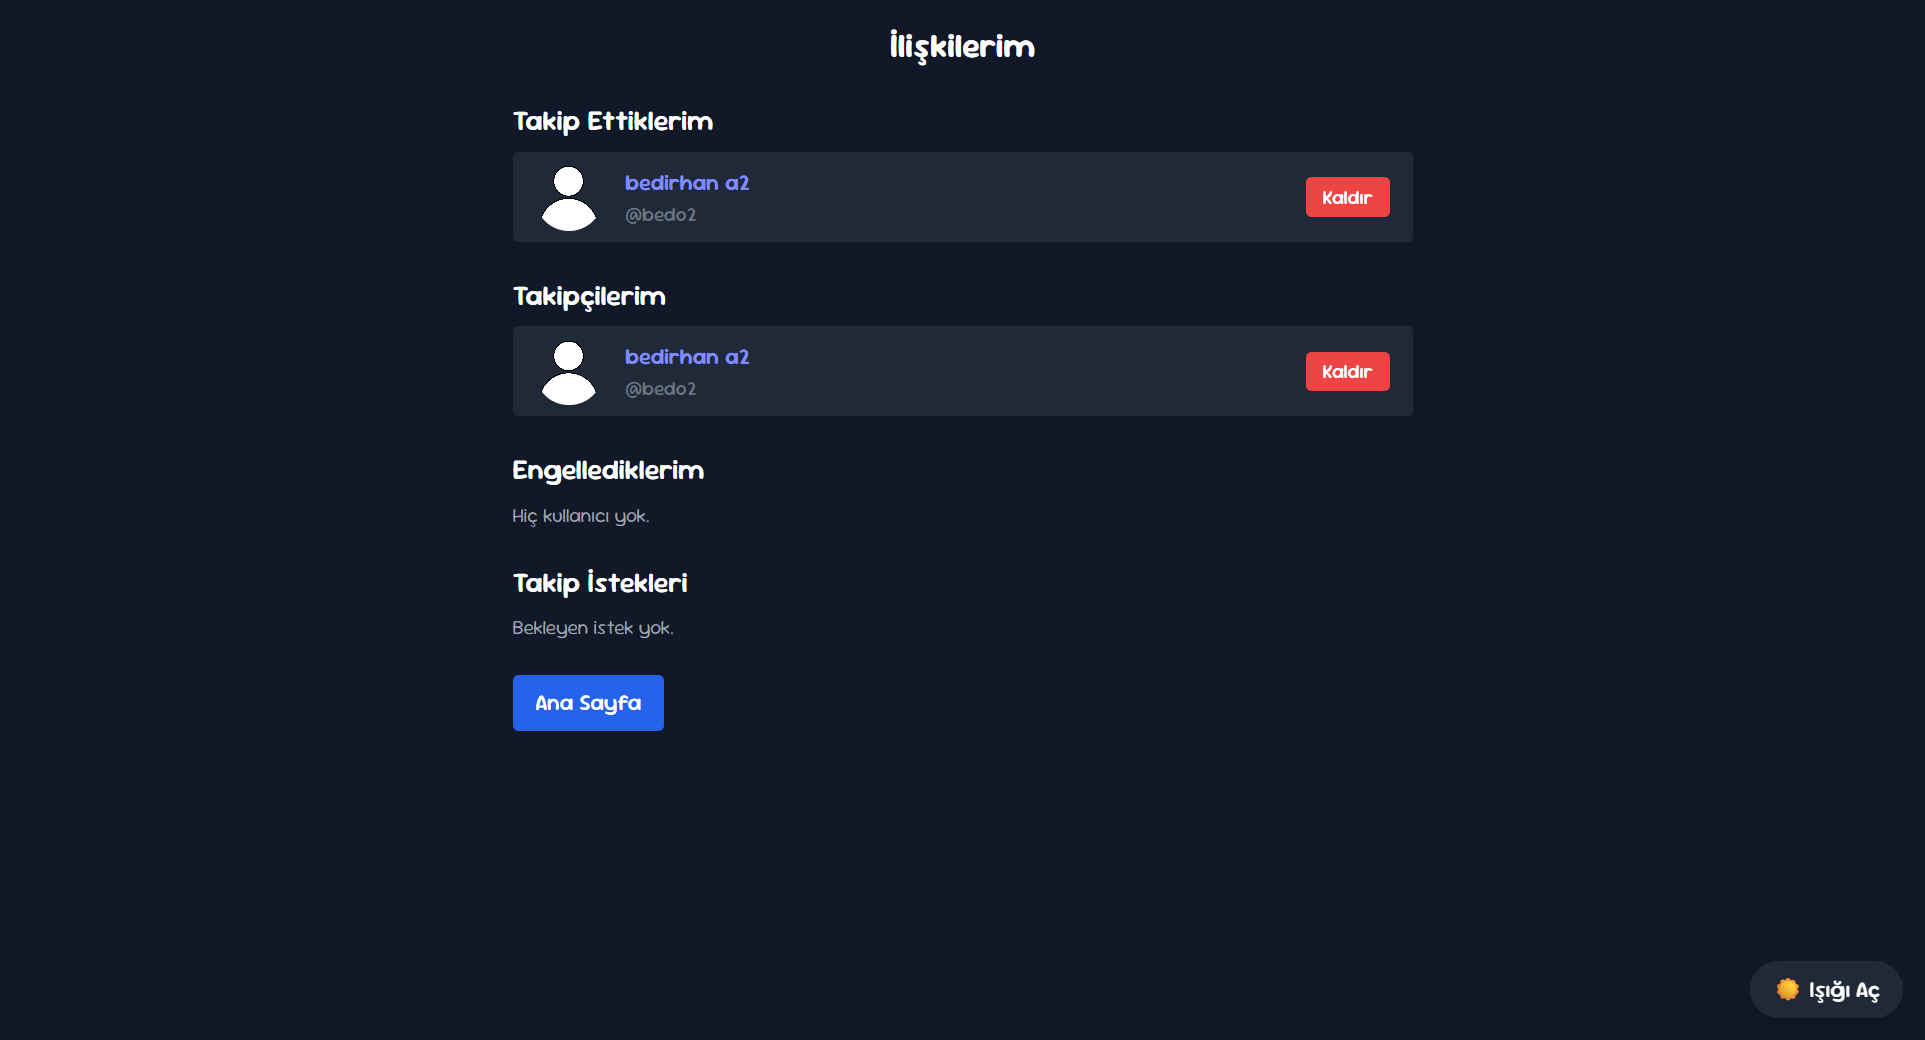 İlişkilerim
Takip Ettiklerim
bedirhan a2
@bedo2
Kaldır
Takipçilerim
bedirhan a2
@bedo2
Kaldır
Engellediklerim
Hiç kullanıcı yok.
Takip İstekleri
Bekleyen istek yok.
Ana Sayfa
Işığı Aç